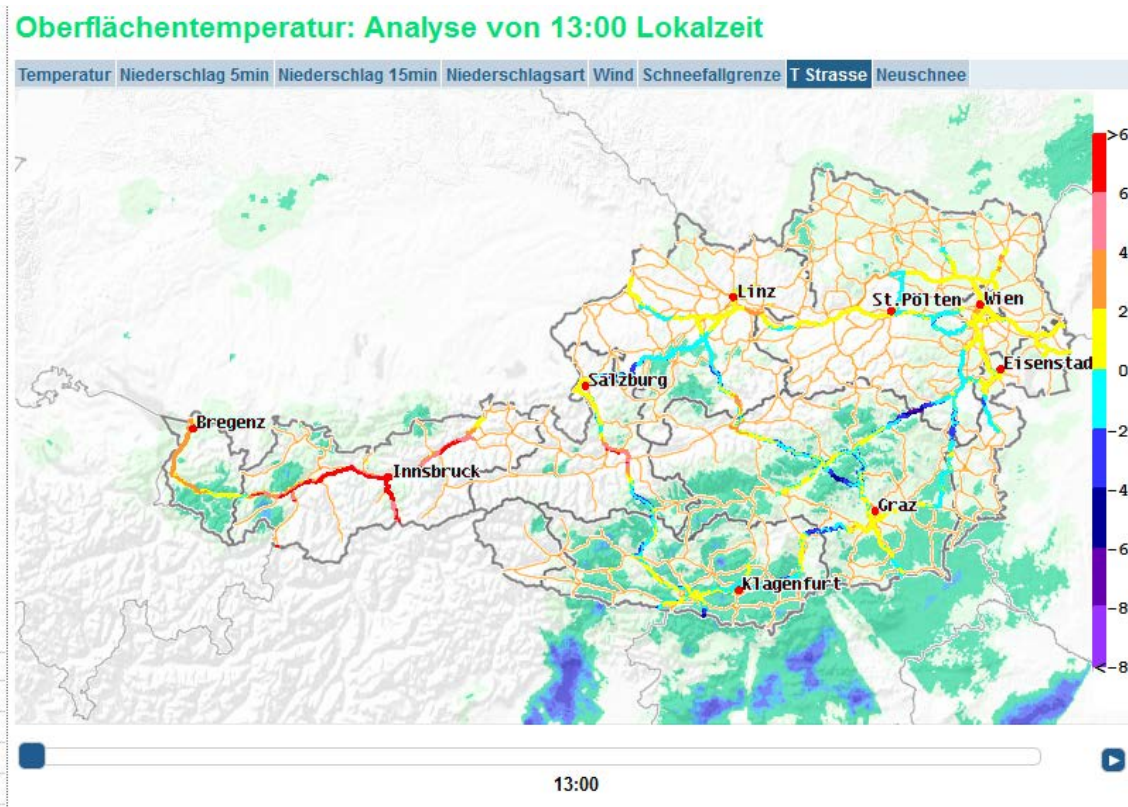 Oberflächentemperatur: Analyse von 13:00 Lokalzeit
Temperatur Niederschlag 5min Niederschlag 15min Niederschlagsart Wind Schneefallgrenze T Strasse Neuschnee
>6
6
4
Linz
St.Pölten
Wien
2
Eisenstad
0
Salzburg
Bregenz
-2
Innsbruck
-4
Graz
-6
Klagenfurt
-8
<-8
13:00